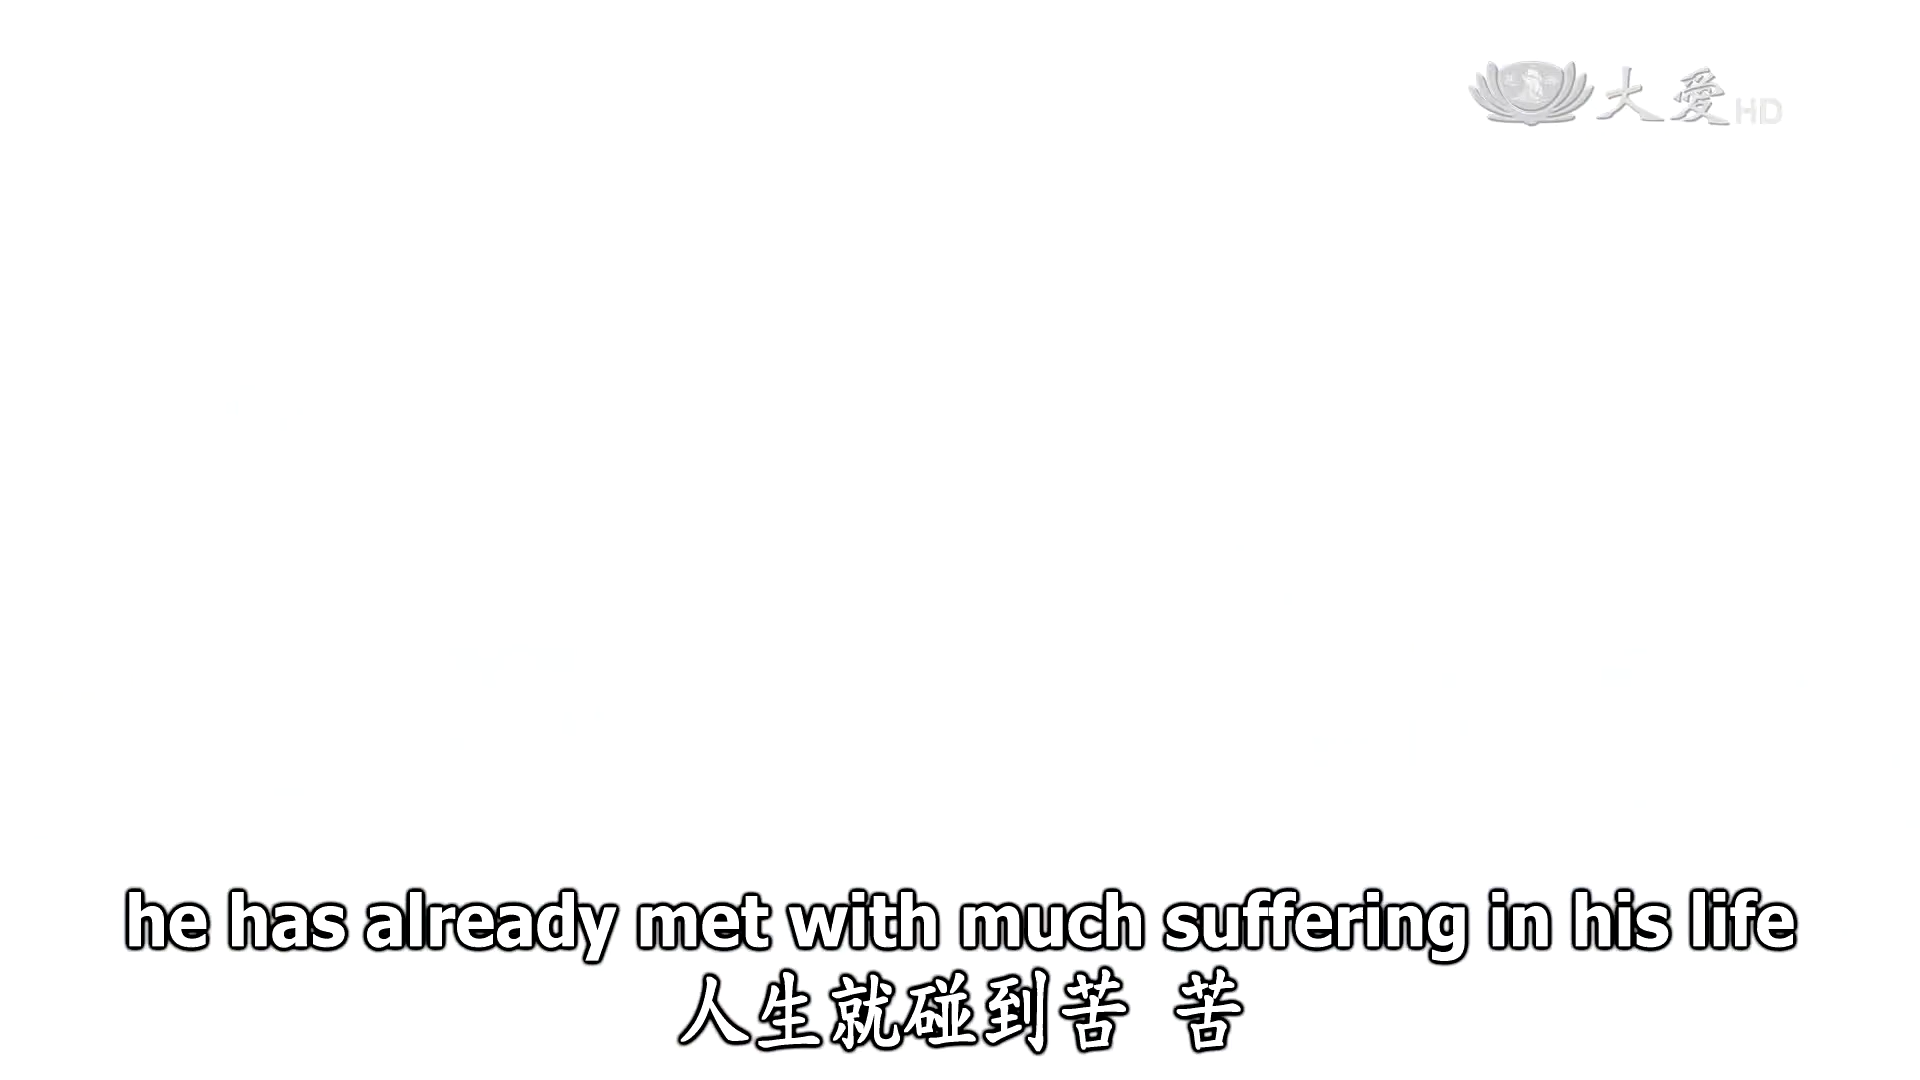 大愛HD
he has already met with much suffering in his life
人生就碰到苦 苦